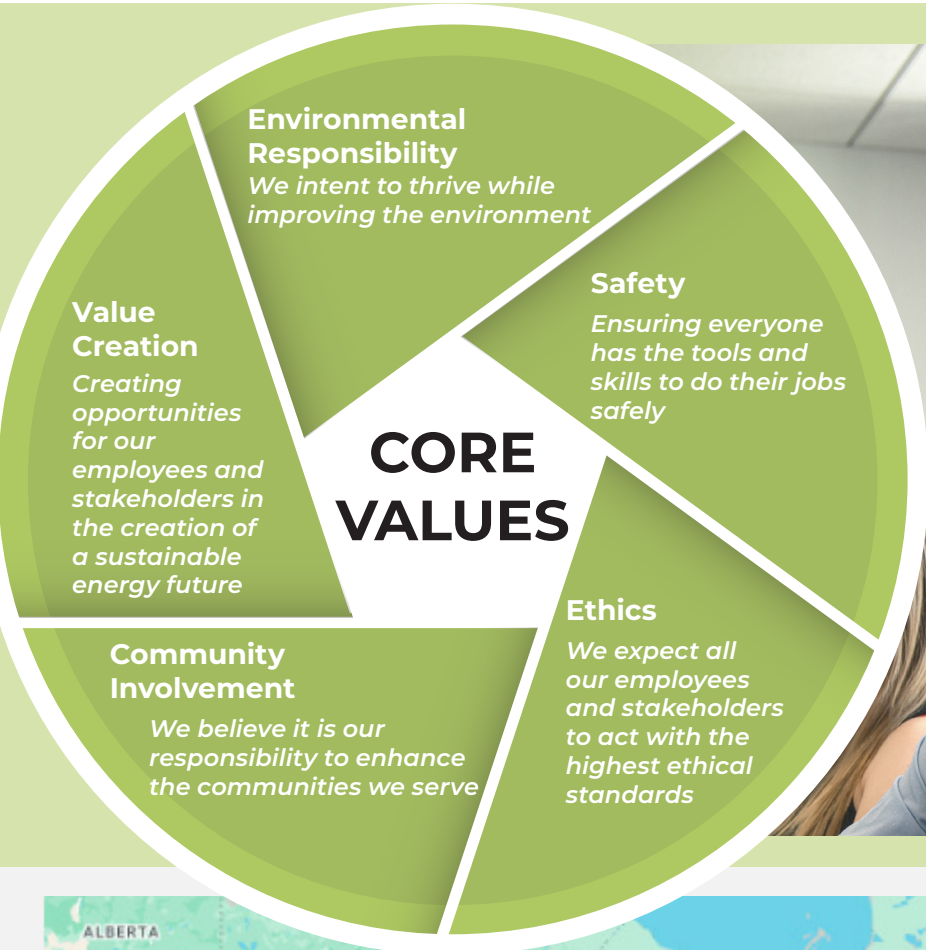 Environmental
Responsibility
We intent to thrive while
improving the environment
Safety
Ensuring everyone
has the tools and
skills to do their jobs
safely
Value
Creation
Creating
opportunities
for our
employees and
stakeholders in
the creation of
a sustainable
energy future
CORE
VALUES
Ethics
We expect all
our employees
and stakeholders
to act with the
highest ethical
standards
Community
Involvement
We believe it is our
responsibility to enhance
the communities we serve
ALBERTA